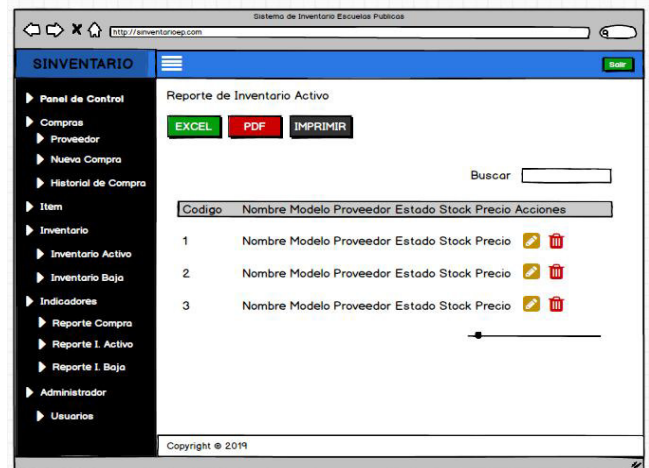 Sistema de Inventario Escuelas Publicas
http://sinventarioep.com
SINVENTARIO
Salir
Panel de Control
Compras
Proveedor
Nueva Compra
Historial de Compra
Item
Inventario
Inventario Activo
Inventario Baja
Indicadores
Reporte Compra
Reporte I. Activo
Reporte I. Baja
Administrador
Usuarios
Reporte de Inventario Activo
EXCEL PDF IMPRIMIR
Buscar
Codigo Nombre Modelo Proveedor Estado Stock Precio Acciones
1 Nombre Modelo Proveedor Estado Stock Precio
2 Nombre Modelo Proveedor Estado Stock Precio
3 Nombre Modelo Proveedor Estado Stock Precio
Copyright © 2019